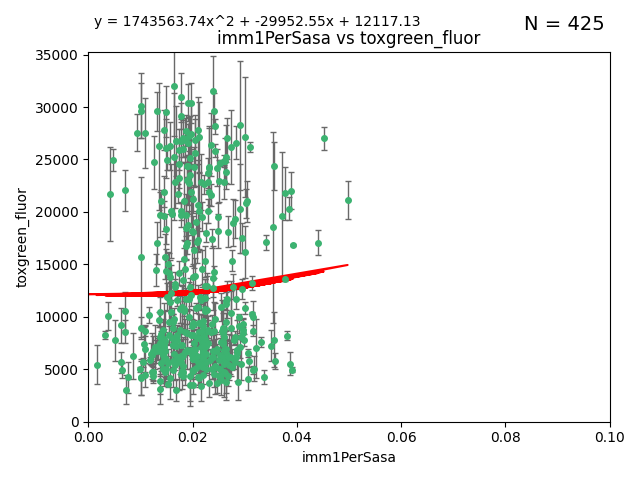 y = 1743563.74x^2 + -29952.55x + 12117.13
N = 425
imm1PerSasa vs toxgreen_fluor
35000
30000
25000
20000
15000
10000
5000
0
toxgreen_fluor
0.00 0.02 0.04 0.06 0.08 0.10
imm1PerSasa